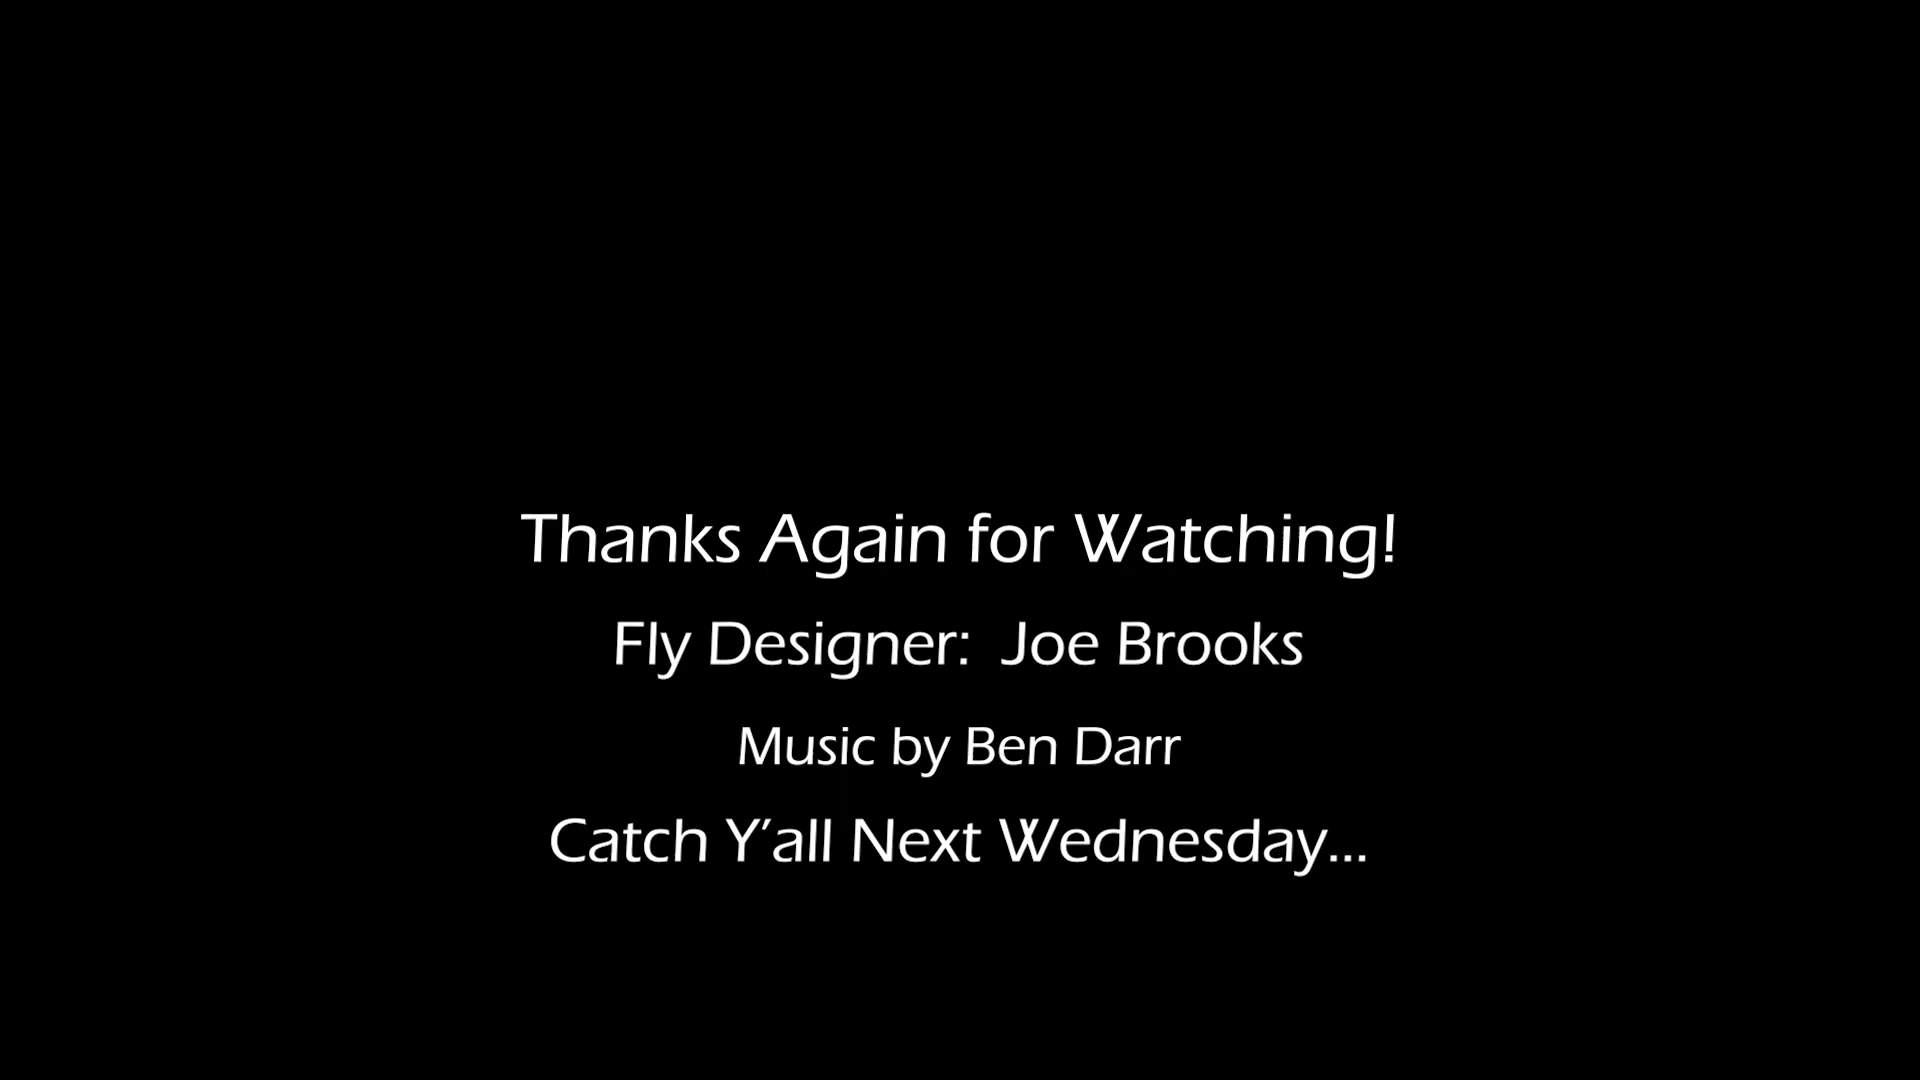 Thanks Again for Watching!
Fly Designer:  Joe Brooks
Music by Ben Darr
Catch Y’all Next Wednesday...